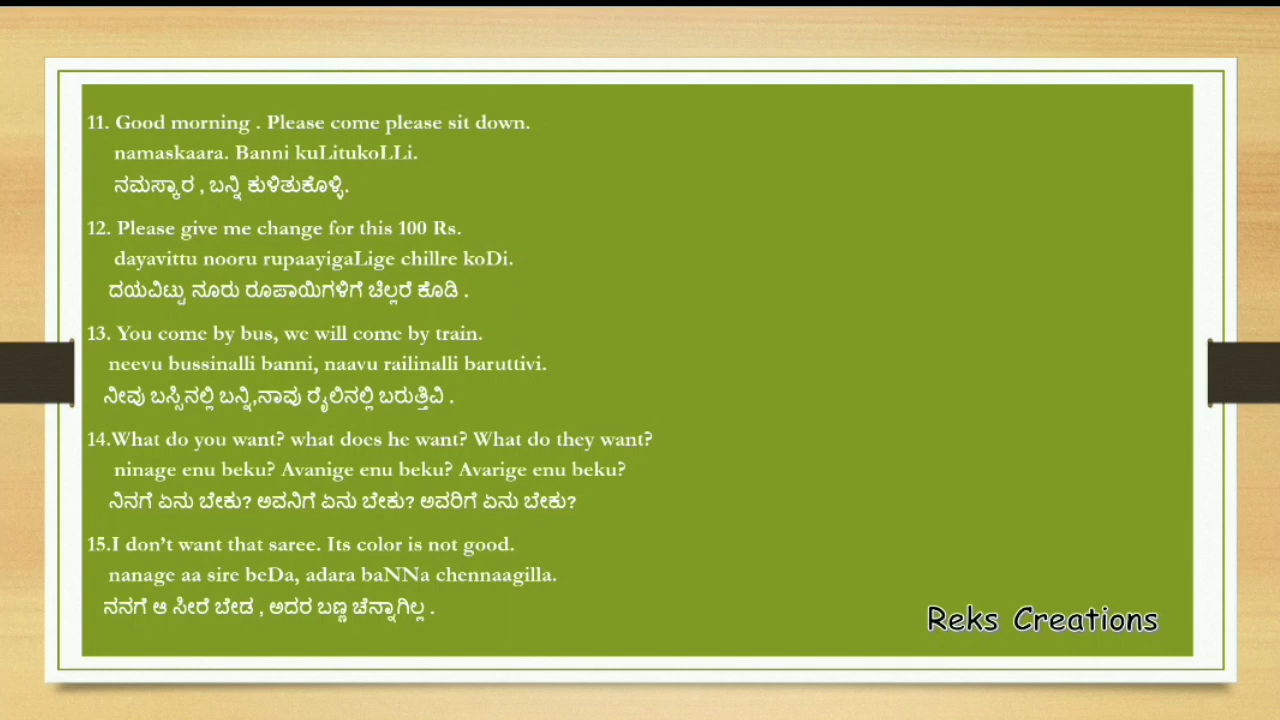 11. Good morning . Please come please sit down.
namaskaara. Banni kuLitukoLLi.
ನಮಸ್ಕಾರ , ಬನ್ನಿ ಕುಳಿತುಕೊಳ್ಳಿ.
12. Please give me change for this 100 Rs.
dayavittu nooru rupaayigaLige chillre koDi.
ದಯವಿಟ್ಟು ನೂರು ರೂಪಾಯಿಗಳಿಗೆ ಚಿಲ್ಲರೆ ಕೊಡಿ .
13. You come by bus, we will come by train.
neevu bussinalli banni, naavu railinalli baruttivi.
ನೀವು ಬಸ್ಸಿನಲ್ಲಿ ಬನ್ನಿ,ನಾವು ರೈಲಿನಲ್ಲಿ ಬರುತ್ತಿವಿ .
14.What do you want? what does he want? What do they want?
ninage enu beku? Avanige enu beku? Avarige enu beku?
ನಿನಗೆ ಏನು ಬೇಕು? ಅವನಿಗೆ ಏನು ಬೇಕು? ಅವರಿಗೆ ಏನು ಬೇಕು?
15.I don't want that saree. Its color is not good.
nanage aa sire beDa, adara baNNa chennaagilla.
ನನಗೆ ಆ ಸೀರೆ ಬೇಡ , ಅದರ ಬಣ್ಣ ಚೆನ್ನಾಗಿಲ್ಲ .
Reks Creations